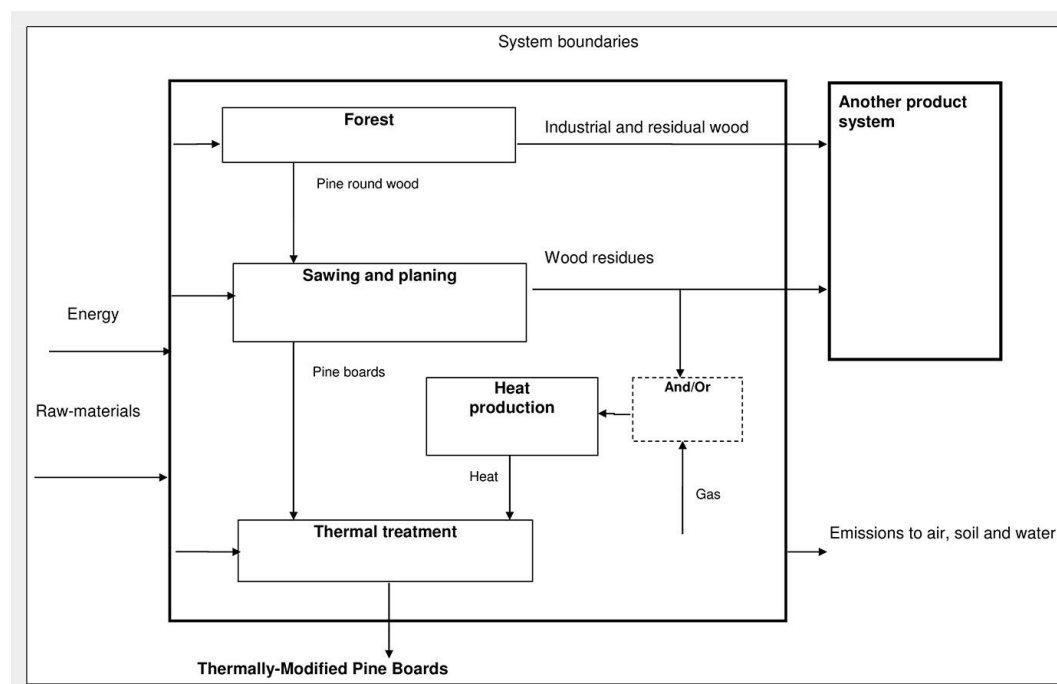 System boundaries
Forest
Industrial and residual wood
Another product
system
Pine round wood
Sawing and planing
Wood residues
Energy
Pine boards
Heat
production
And/Or
Raw-materials
Heat
Gas
Thermal treatment
Emissions to air, soil and water
Thermally-Modified Pine Boards